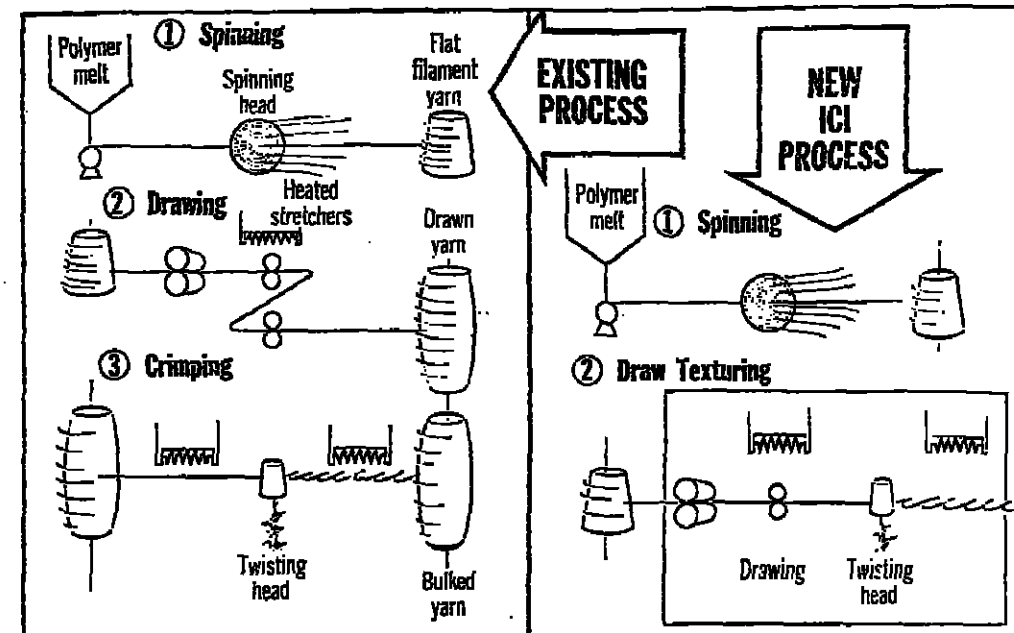 ① Spinning
Polymer
melt
Spinning
head
Flat
filament
yarn
② Drawing
Heated
stretchers
Drawn
yarn
③ Crimping
Twisting
head
Bulked
yarn
EXISTING
PROCESS
NEW
ICI
PROCESS
Polymer
melt
① Spinning
② Draw Texturing
Drawing
Twisting
head